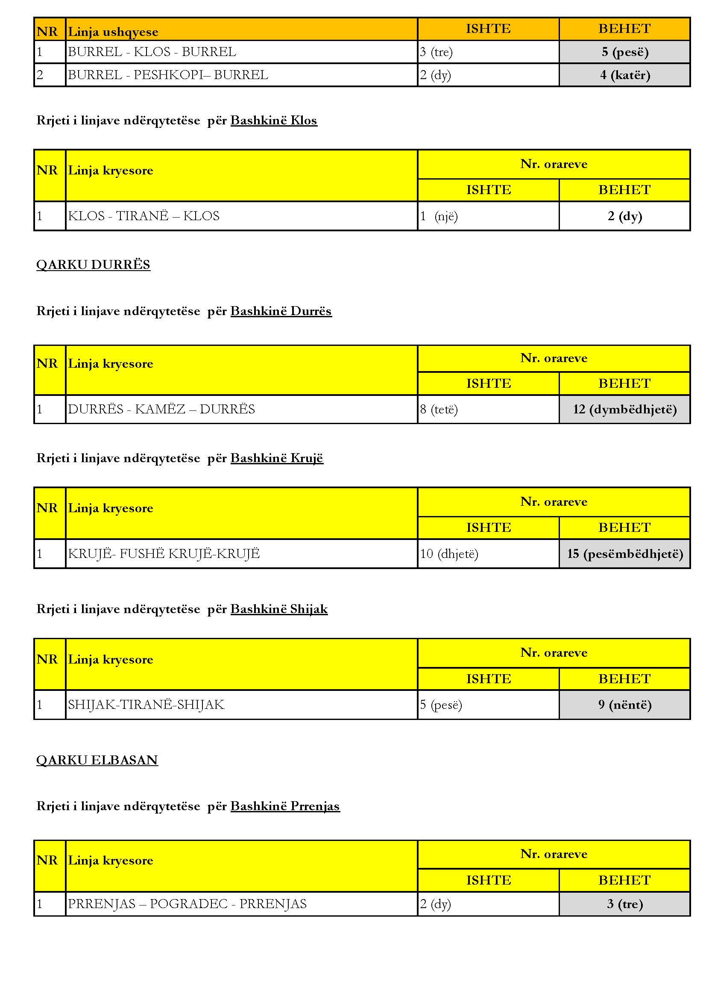 NR Linja ushqyese ISHTE BEHET
1 BURREL - KLOS - BURREL 3 (tre) 5 (pesë)
2 BURREL - PESHKOPI– BURREL 2 (dy) 4 (katër)
Rrjeti i linjave ndërqytetëse për Bashkinë Klos
NR Linja kryesore Nr. orareve
ISHTE BEHET
1 KLOS - TIRANË – KLOS 1 (një) 2 (dy)
QARKU DURRËS
Rrjeti i linjave ndërqytetëse për Bashkinë Durrës
NR Linja kryesore Nr. orareve
ISHTE BEHET
1 DURRËS - KAMËZ – DURRËS 8 (tetë) 12 (dymbëdhjetë)
Rrjeti i linjave ndërqytetëse për Bashkinë Krujë
NR Linja kryesore Nr. orareve
ISHTE BEHET
1 KRUJË- FUSHË KRUJË-KRUJË 10 (dhjetë) 15 (pesëmbëdhjetë)
Rrjeti i linjave ndërqytetëse për Bashkinë Shijak
NR Linja kryesore Nr. orareve
ISHTE BEHET
1 SHIJAK-TIRANË-SHIJAK 5 (pesë) 9 (nëntë)
QARKU ELBASAN
Rrjeti i linjave ndërqytetëse për Bashkinë Prrenjas
NR Linja kryesore Nr. orareve
ISHTE BEHET
1 PRRENJAS – POGRADEC - PRRENJAS 2 (dy) 3 (tre)